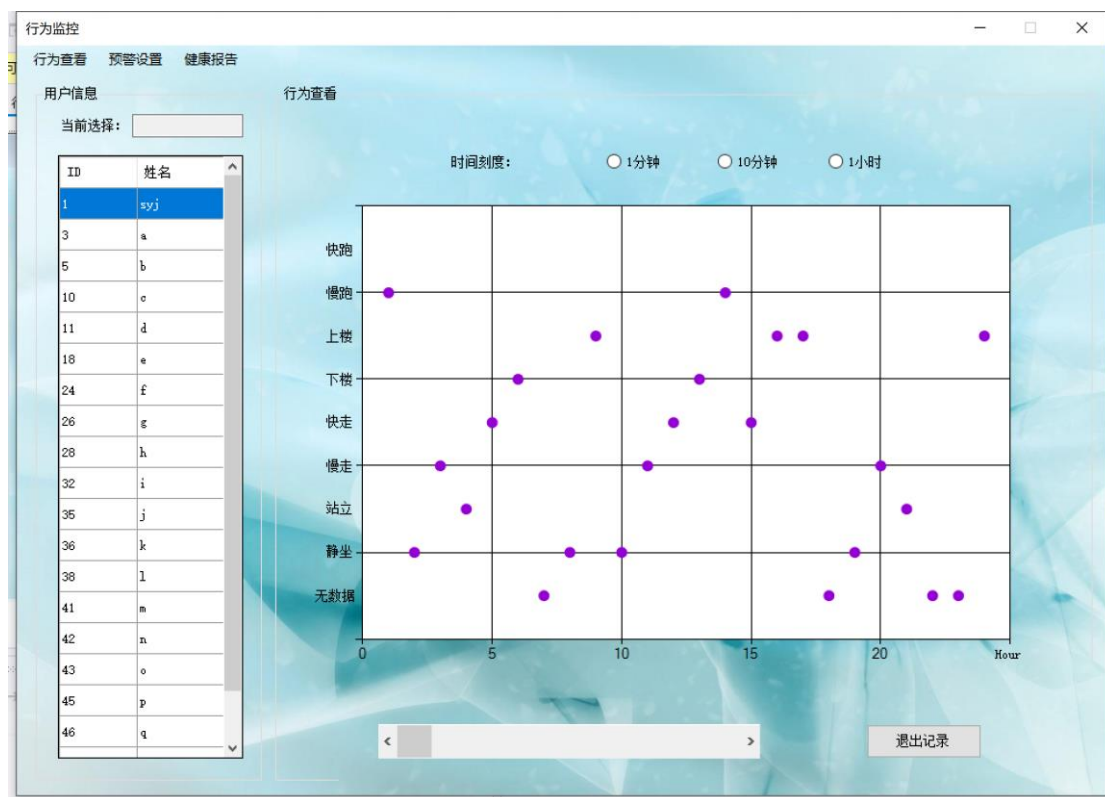 行为监控
行为查看 预警设置 健康报告
用户信息
当前选择：
ID 姓名
1 syj
3 a
5 b
10 c
11 d
18 e
24 f
26 g
28 h
32 i
35 j
36 k
38 l
41 m
42 n
43 o
45 p
46 q
行为查看
时间刻度： 1分钟 10分钟 1小时
快跑
慢跑
上楼
下楼
快走
慢走
站立
静坐
无数据
0 5 10 15 20 Hour
退出记录